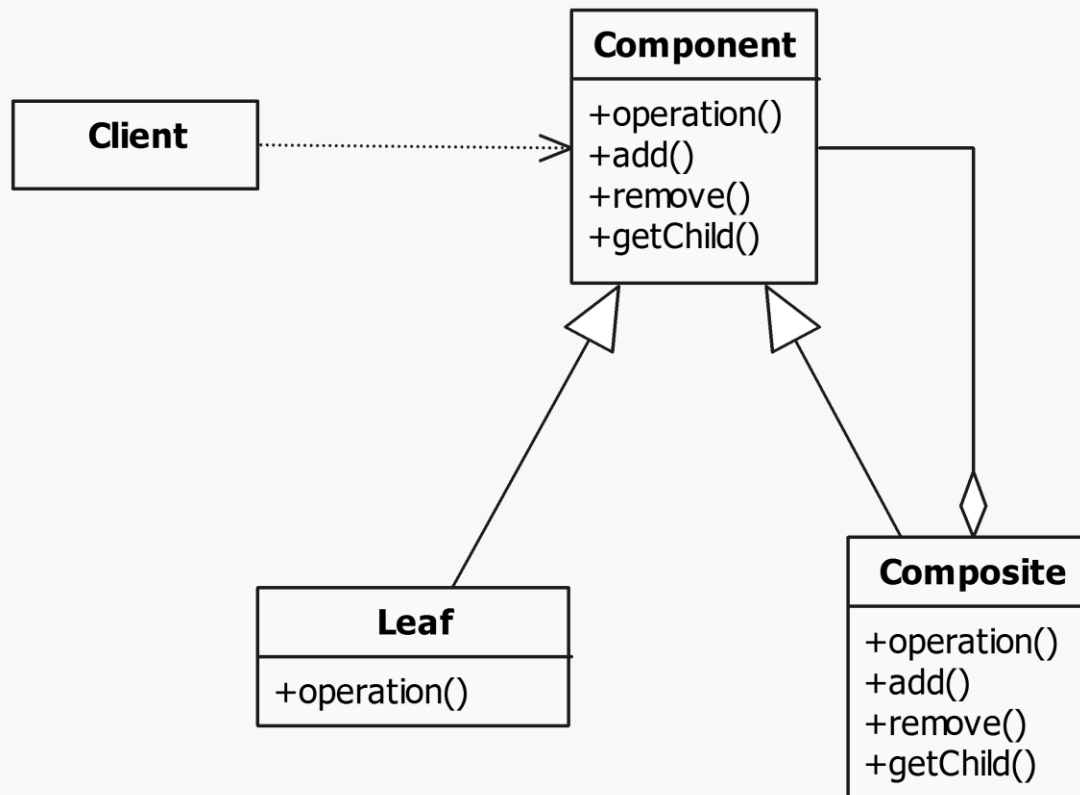 Component
+operation()
+add()
+remove()
+getChild()
Client
Leaf
+operation()
Composite
+operation()
+add()
+remove()
+getChild()